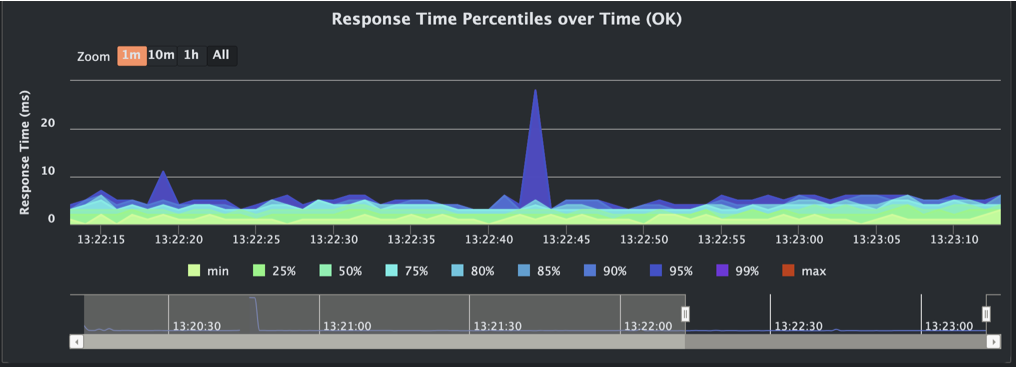 Response Time Percentiles over Time (OK)
Zoom 1m 10m 1h All
Response Time (ms)
20
10
0
13:22:15 13:22:20 13:22:25 13:22:30 13:22:35 13:22:40 13:22:45 13:22:50 13:22:55 13:23:00 13:23:05 13:23:10
min 25% 50% 75% 80% 85% 90% 95% 99% max
13:20:30 13:21:00 13:21:30 13:22:00 13:22:30 13:23:00